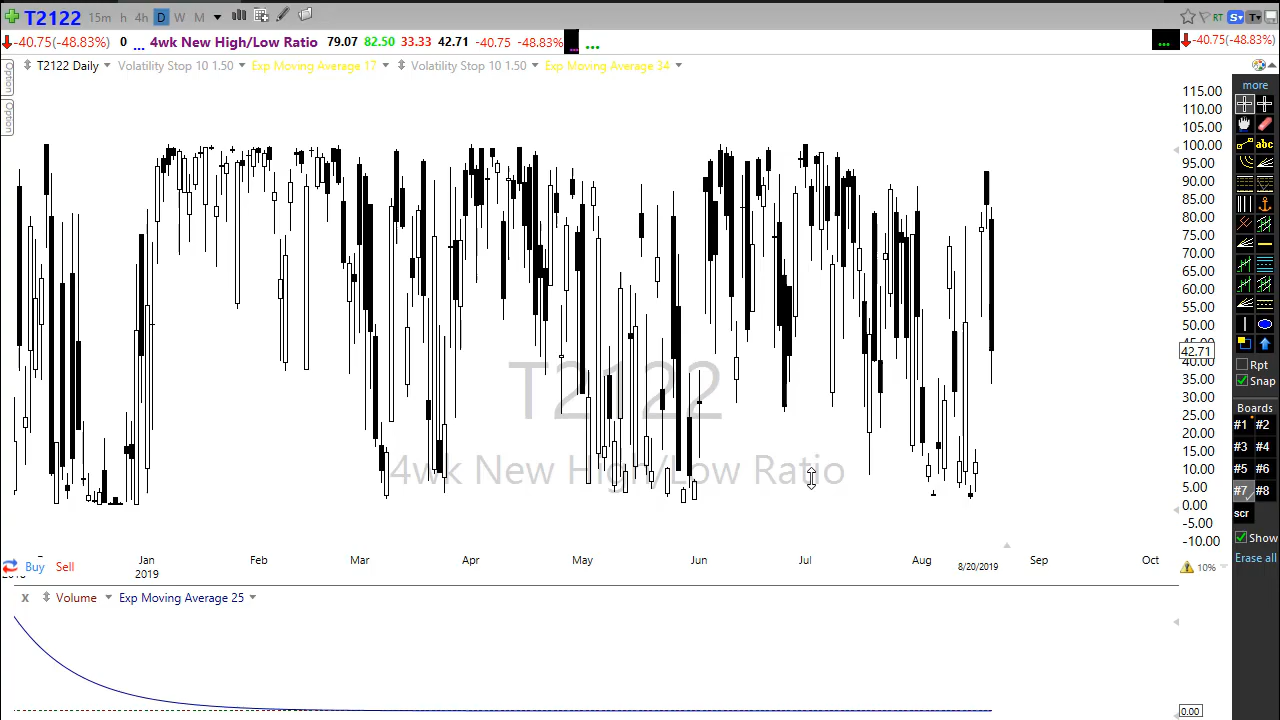 T2122 15m h 4h D W M RT S T
-40.75(-48.83%) 0 ... 4wk New High/Low Ratio 79.07 82.50 33.33 42.71 -40.75 -48.83% ... ... ... -40.75(-48.83%)
T2122 Daily Volatility Stop 10 1.50 Exp Moving Average 17 Volatility Stop 10 1.50 Exp Moving Average 34
Option
Option
more
abc
115.00
110.00
105.00
100.00
95.00
90.00
85.00
80.00
75.00
70.00
65.00
60.00
55.00
50.00
42.71
40.00
35.00
30.00
25.00
20.00
15.00
10.00
5.00
0.00
-5.00
-10.00
T2122
4wk New High/Low Ratio
Rpt
Snap
Boards
#1 #2
#3 #4
#5 #6
#7 #8
scr
Show
Erase all
Jan Feb Mar Apr May Jun Jul Aug Sep Oct
2019 8/20/2019
Buy Sell 10%
x Volume Exp Moving Average 25
0.00